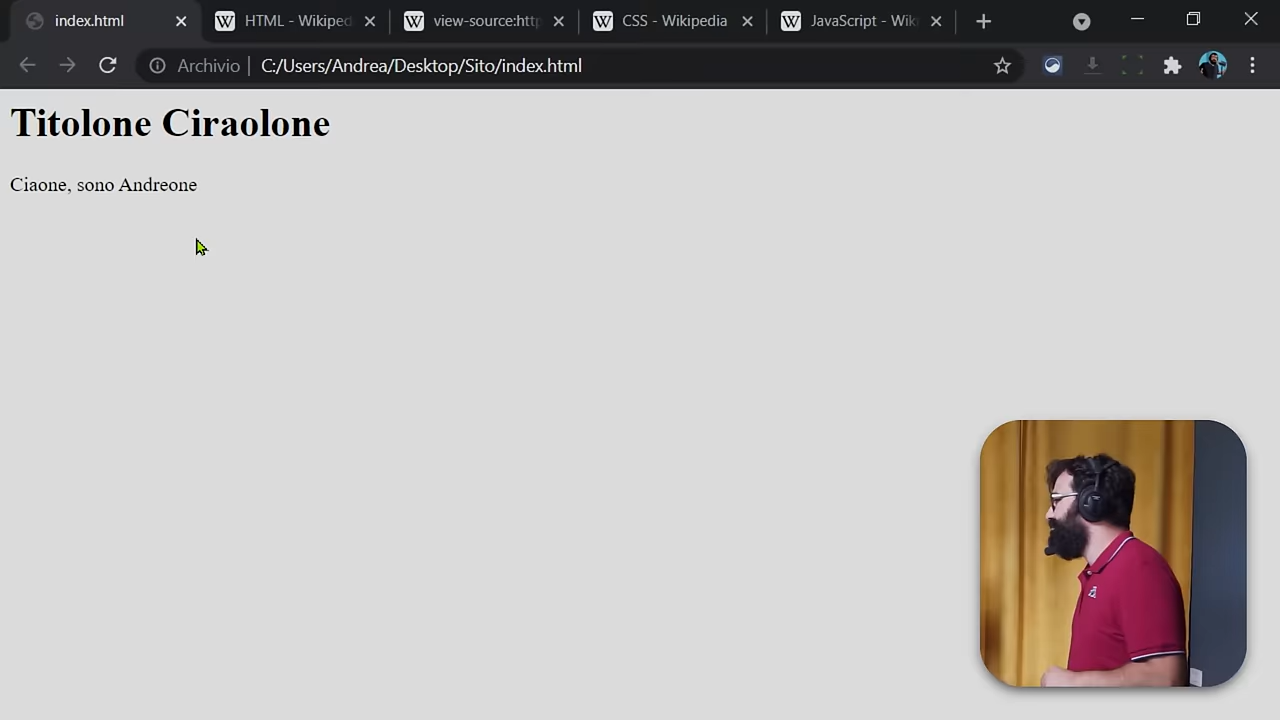 index.html
HTML - Wikiped
view-source:http
CSS - Wikipedia
JavaScript - Wiki
Archivio
C:/Users/Andrea/Desktop/Sito/index.html
Titolone Ciraolone
Ciaone, sono Andreone